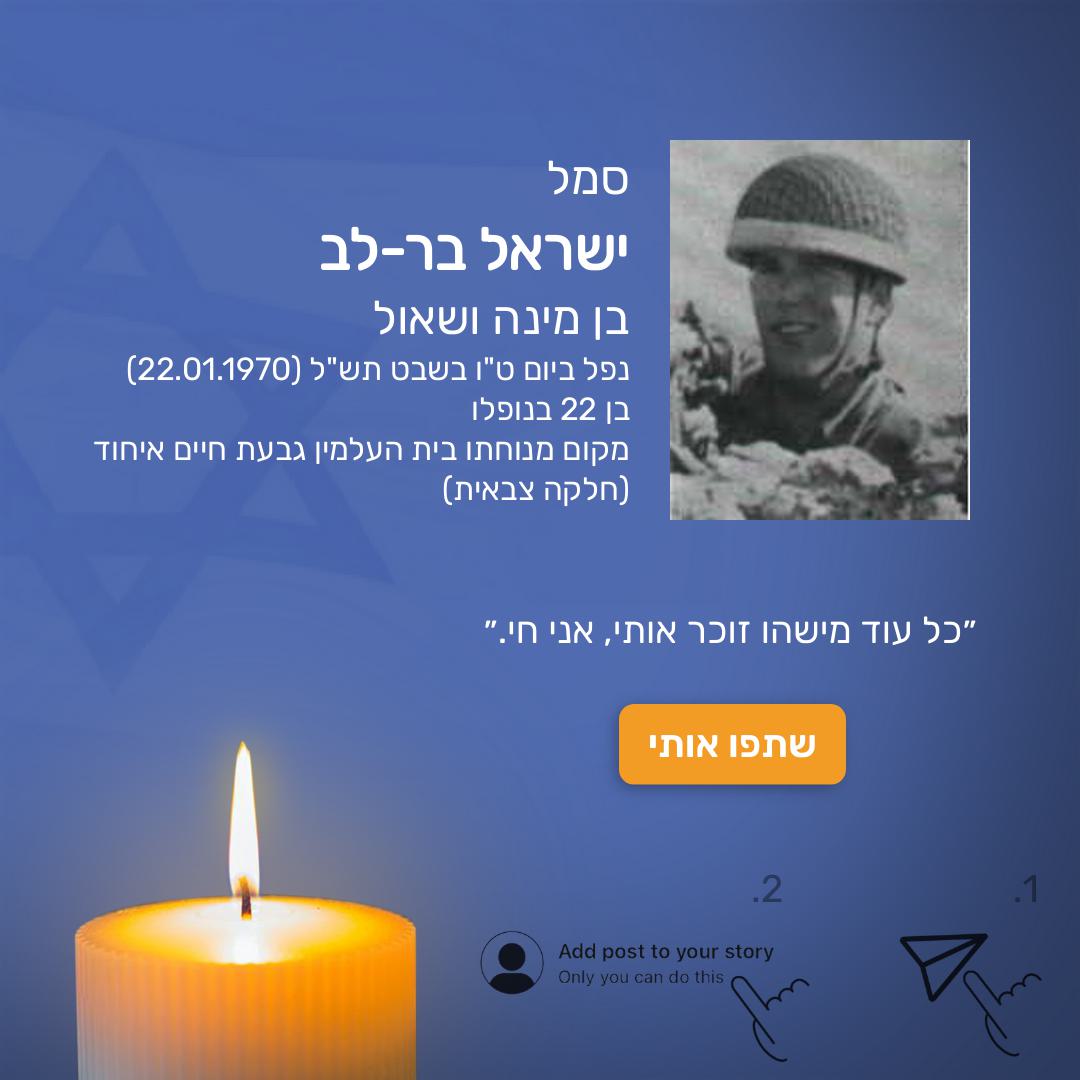 סמל
ישראל בר-לב
בן מינה ושאול
נפל ביום ט"ו בשבט תש"ל (22.01.1970)
בן 22 בנופלו
מקום מנוחתו בית העלמין גבעת חיים איחוד
(חלקה צבאית)
״כל עוד מישהו זוכר אותי, אני חי.״
שתפו אותי
.1
.2
Add post to your story
Only you can do this